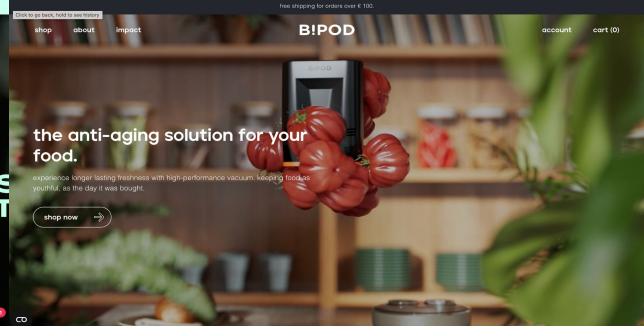 free shipping for orders over € 100.
Click to go back, hold to see history
shop about impact B!POD account cart (0)
B!POD
the anti-aging solution for your
food.
experience longer lasting freshness with high-performance vacuum. keeping food as
youthful, as the day it was bought.
shop now
S
T